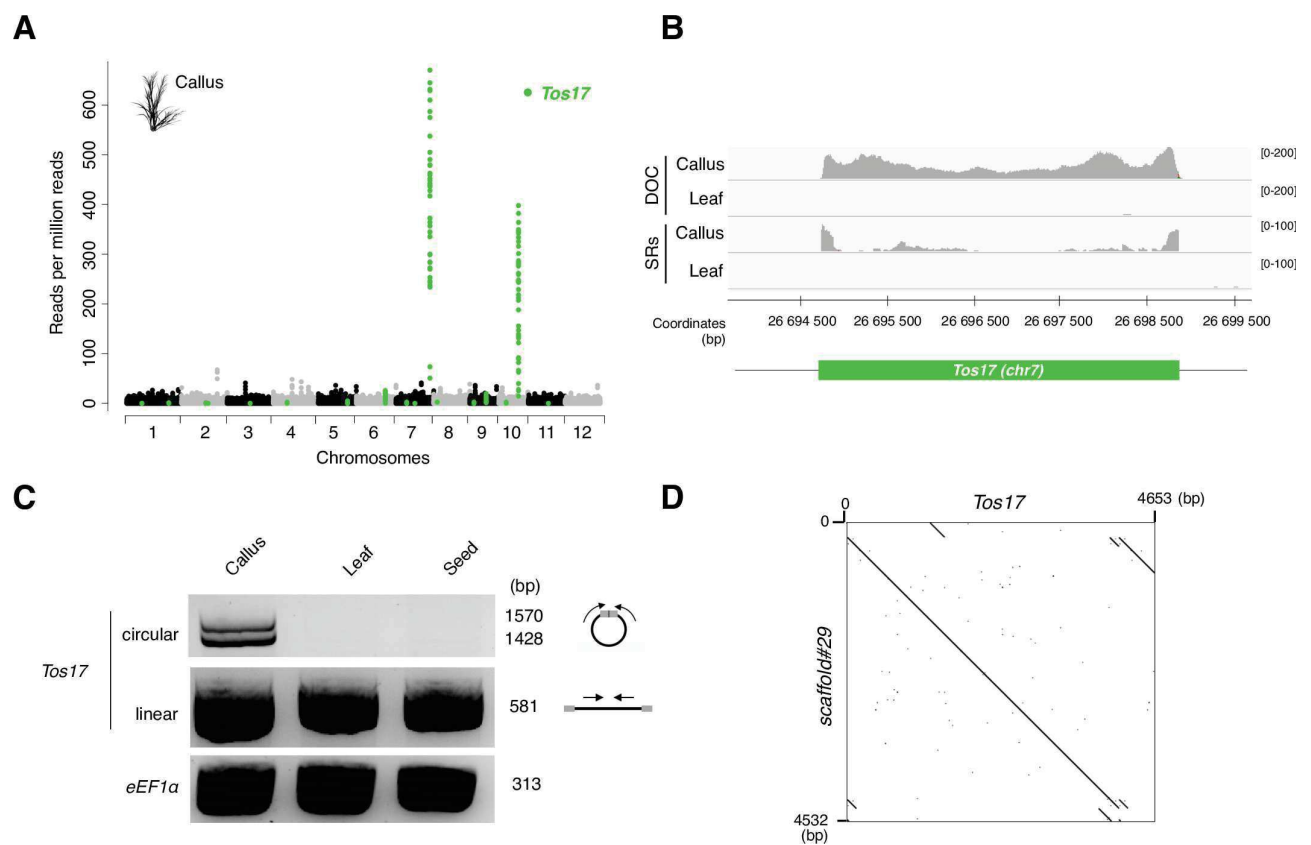 A
Callus
Tos17
Reads per million reads
600
500
400
300
200
100
0
1 2 3 4 5 6 7 8 9 10 11 12
Chromosomes
B
DOC
Callus [0-200]
Leaf [0-200]
SRs
Callus [0-100]
Leaf [0-100]
Coordinates
(bp)
26 694 500 26 695 500 26 696 500 26 697 500 26 698 500 26 699 500
Tos17 (chr7)
C
Callus Leaf Seed
(bp)
Tos17
circular
1570
1428
linear
581
eEF1α
313
D
0 Tos17 4653 (bp)
0
scaffold#29
4532
(bp)